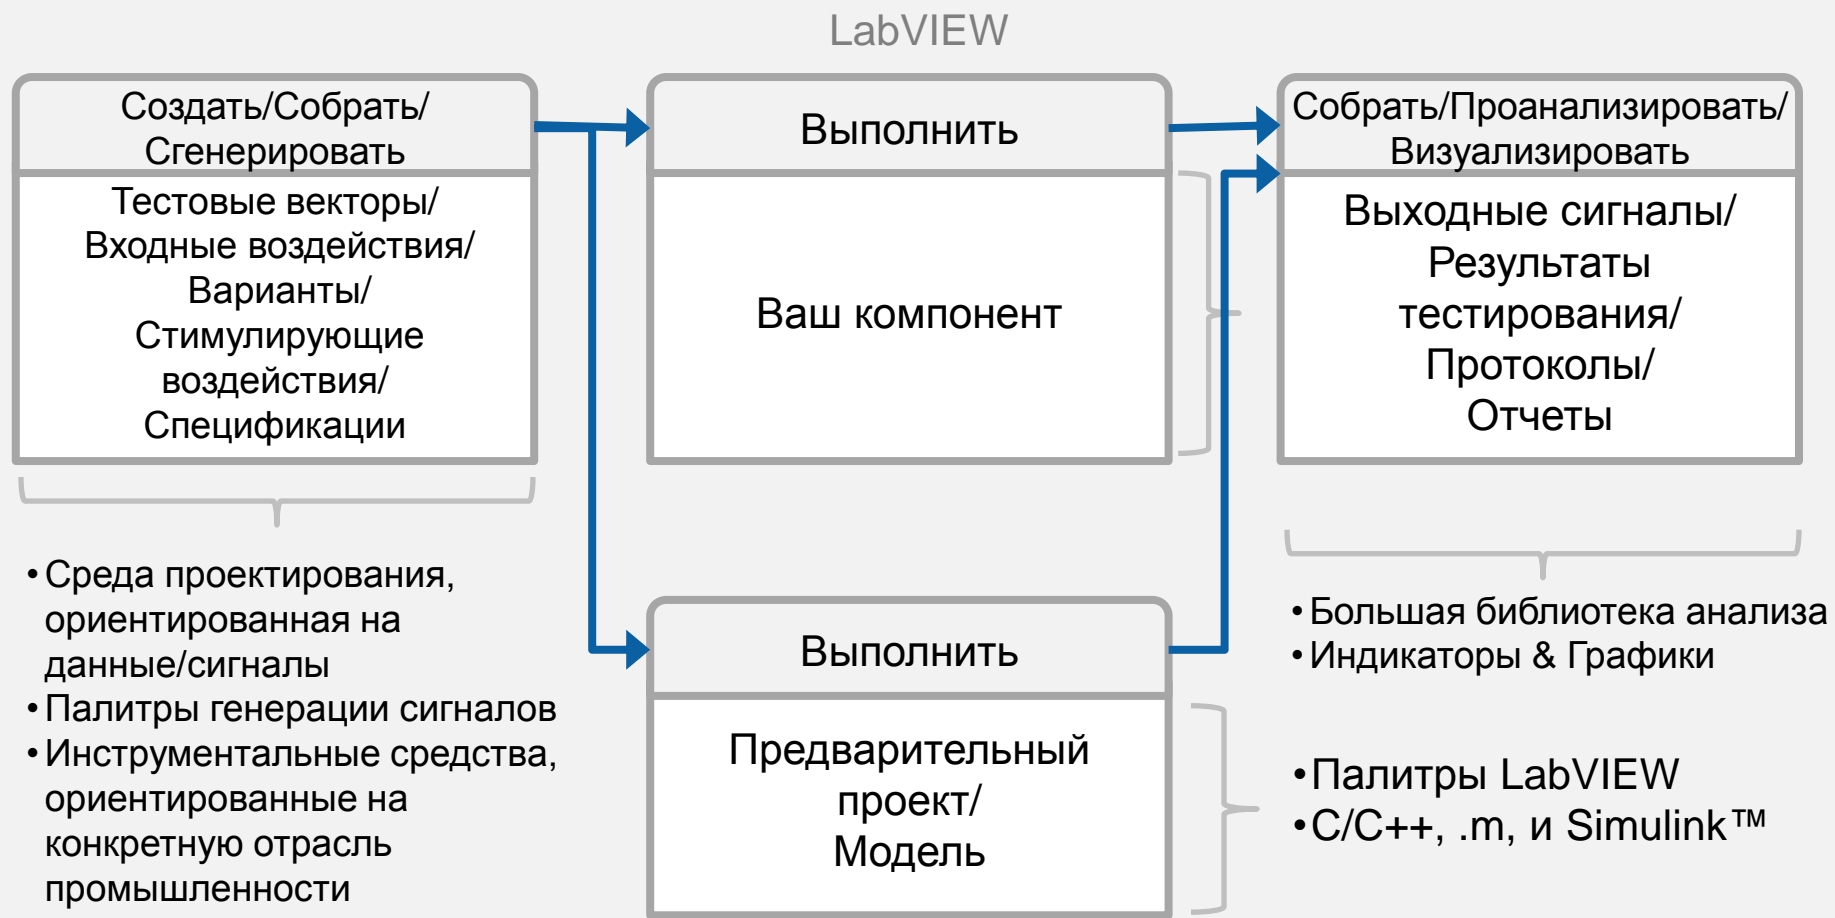 LabVIEW
Создать/Собрать/
Сгенерировать
Тестовые векторы/
Входные воздействия/
Варианты/
Стимулирующие
воздействия/
Спецификации
•Среда проектирования,
ориентированная на
данные/сигналы
•Палитры генерации сигналов
•Инструментальные средства,
ориентированные на
конкретную отрасль
промышленности
Выполнить
Ваш компонент
Выполнить
Предварительный
проект/
Модель
Собрать/Проанализировать/
Визуализировать
Выходные сигналы/
Результаты
тестирования/
Протоколы/
Отчеты
•Большая библиотека анализа
•Индикаторы & Графики
•Палитры LabVIEW
•C/C++, .m, и Simulink™